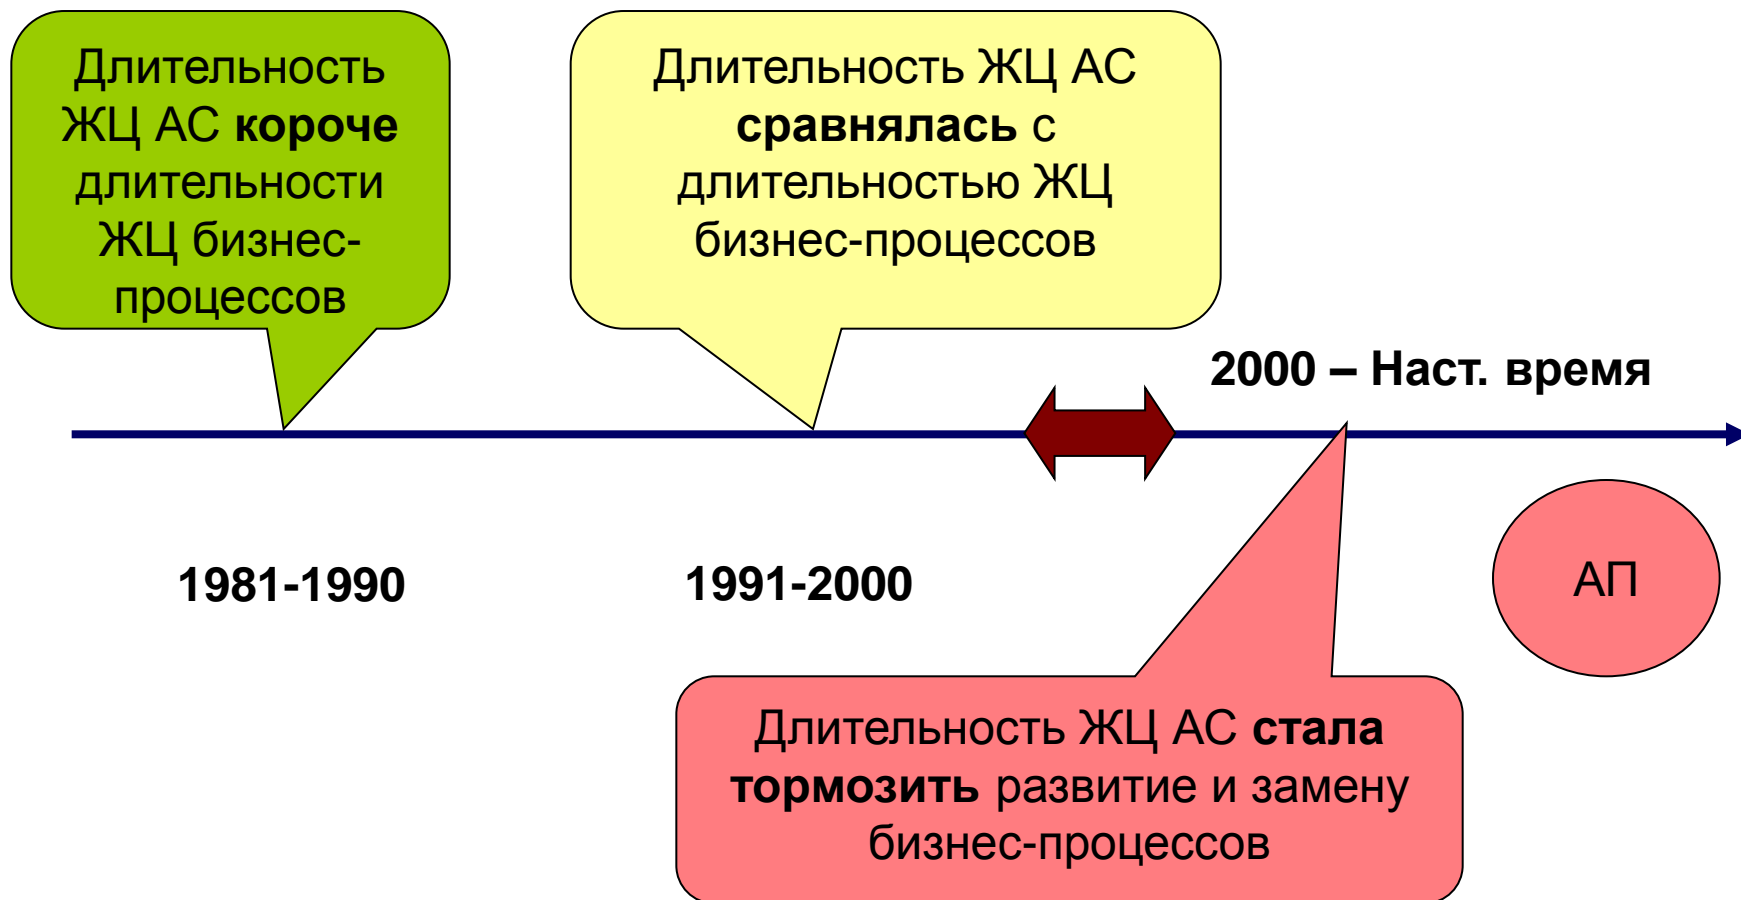 Длительность
ЖЦ АС короче
длительности
ЖЦ бизнес-
процессов
Длительность ЖЦ АС
сравнялась с
длительностью ЖЦ
бизнес-процессов
2000 – Наст. время
1981-1990
1991-2000
АП
Длительность ЖЦ АС стала
тормозить развитие и замену
бизнес-процессов